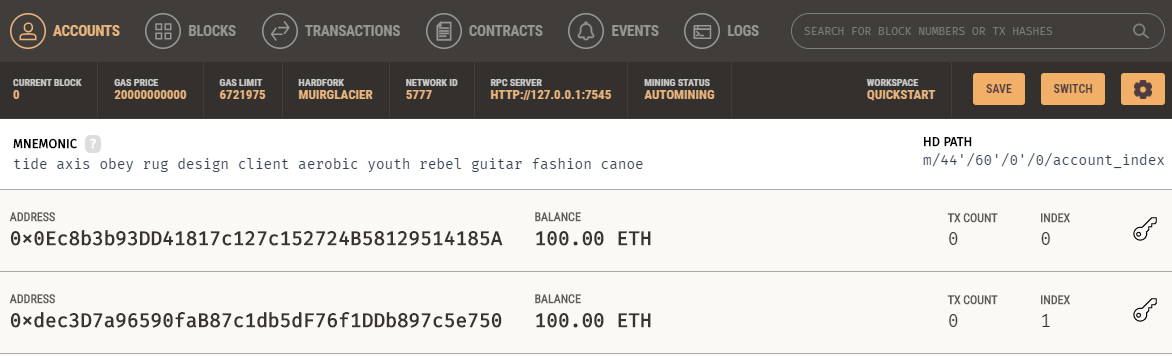 ACCOUNTS BLOCKS TRANSACTIONS CONTRACTS EVENTS LOGS SEARCH FOR BLOCK NUMBERS OR TX HASHES
CURRENT BLOCK GAS PRICE GAS LIMIT HARDFORK NETWORK ID RPC SERVER MINING STATUS WORKSPACE
0 20000000000 6721975 MUIRGLACIER 5777 HTTP://127.0.0.1:7545 AUTOMINING QUICKSTART SAVE SWITCH
MNEMONIC ? HD PATH
tide axis obey rug design client aerobic youth rebel guitar fashion canoe m/44'/60'/0'/0/account_index
ADDRESS BALANCE TX COUNT INDEX
0×0Ec8b3b93DD41817c127c152724B58129514185A 100.00 ETH 0 0
ADDRESS BALANCE TX COUNT INDEX
0×dec3D7a96590faB87c1db5dF76f1DDb897c5e750 100.00 ETH 0 1